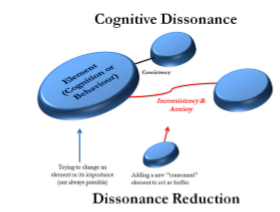 Cognitive Dissonance
Element
(Cognition or
Behaviour)
Consistency
Inconsistency &
Anxiety
Trying to change an
element or its importance
(not always possible)
Adding a new "consonant"
element to act as buffer
Dissonance Reduction